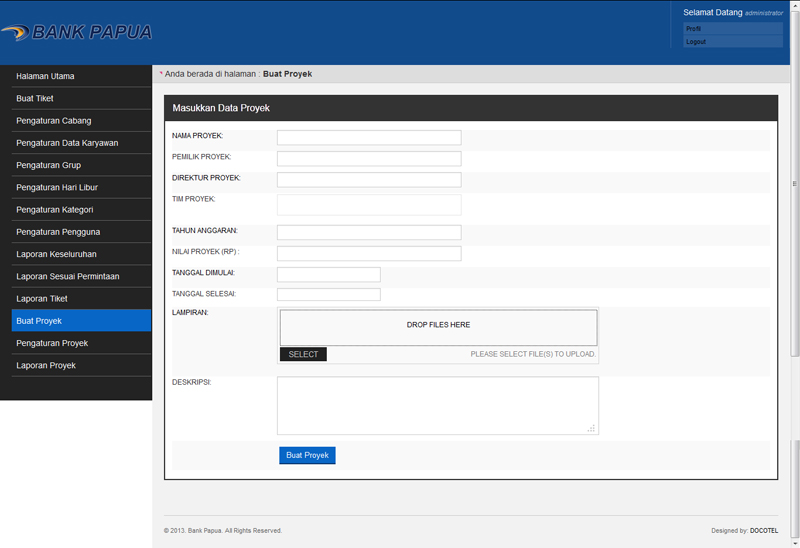 BANK PAPUA
Selamat Datang administrator
Profil
Logout
Halaman Utama
Buat Tiket
Pengaturan Cabang
Pengaturan Data Karyawan
Pengaturan Grup
Pengaturan Hari Libur
Pengaturan Kategori
Pengaturan Pengguna
Laporan Keseluruhan
Laporan Sesuai Permintaan
Laporan Tiket
Buat Proyek
Pengaturan Proyek
Laporan Proyek
* Anda berada di halaman : Buat Proyek
Masukkan Data Proyek
NAMA PROYEK:
PEMILIK PROYEK:
DIREKTUR PROYEK:
TIM PROYEK:
TAHUN ANGGARAN:
NILAI PROYEK (RP) :
TANGGAL DIMULAI:
TANGGAL SELESAI:
LAMPIRAN:
DROP FILES HERE
SELECT PLEASE SELECT FILE(S) TO UPLOAD.
DESKRIPSI:
Buat Proyek
© 2013. Bank Papua. All Rights Reserved. Designed by: DOCOTEL